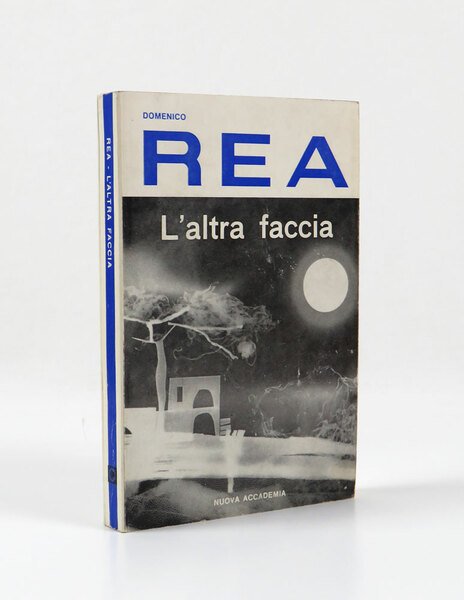 DOMENICO
REA
L'altra faccia
NUOVA ACCADEMIA
REA - L'ALTRA FACCIA